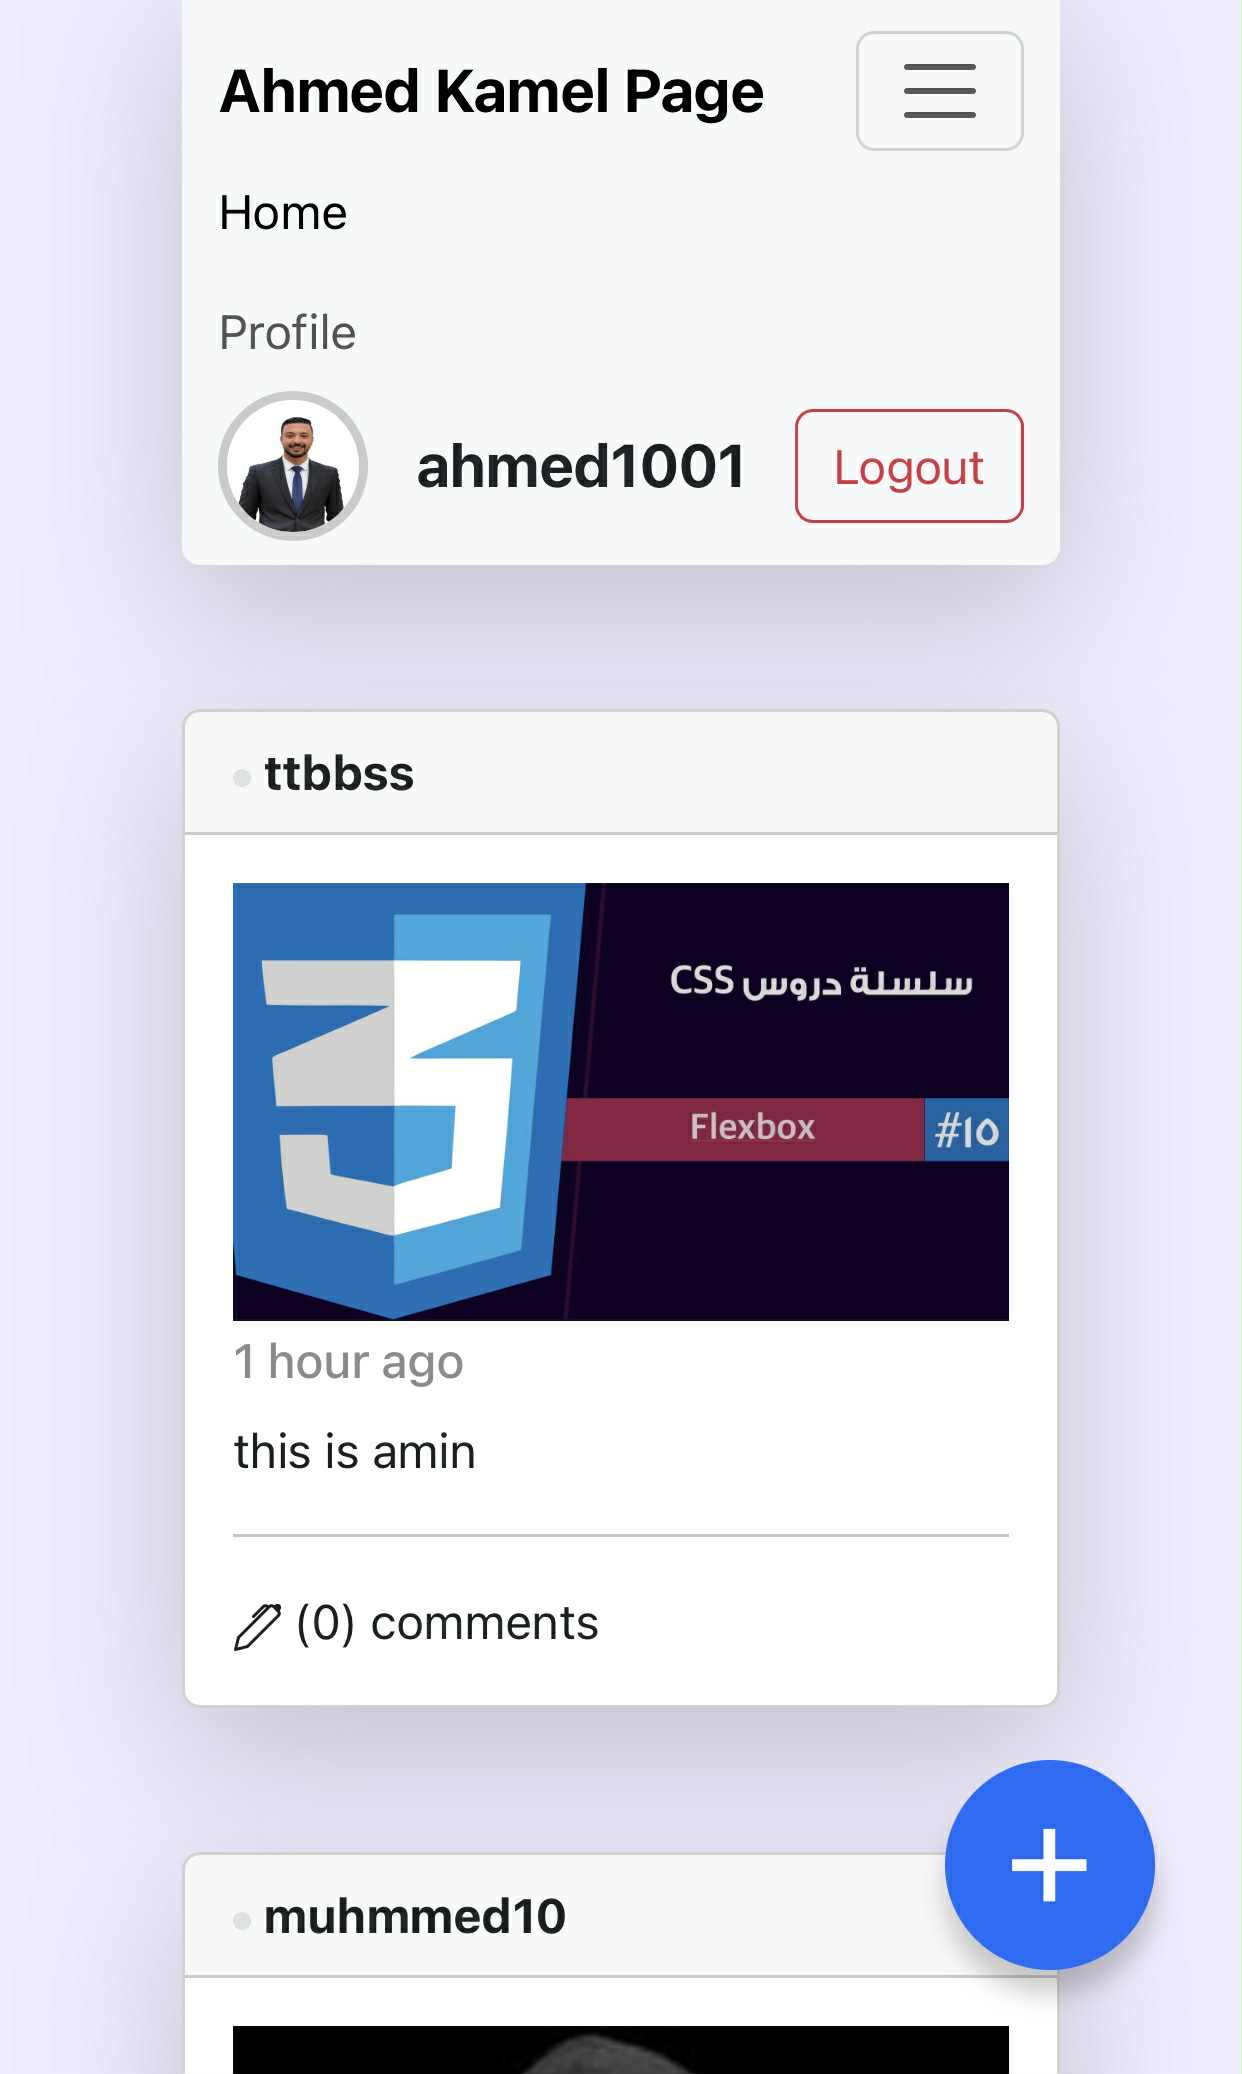 Ahmed Kamel Page
Home
Profile
ahmed1001
Logout
ttbbss
سلسلة دروس CSS
Flexbox
#١٥
1 hour ago
this is amin
(0) comments
muhmmed10
+